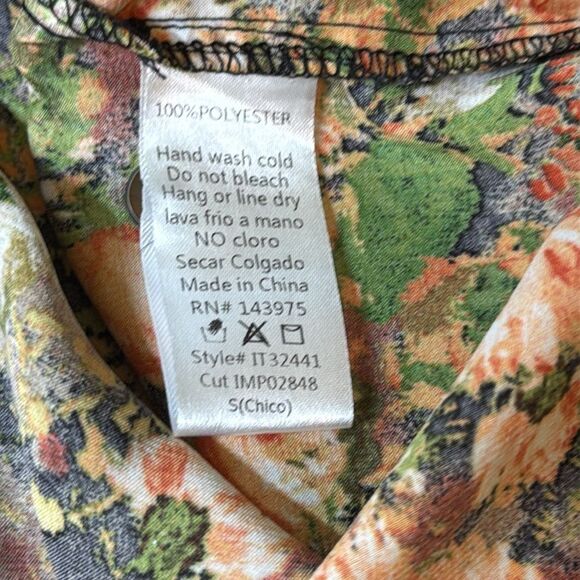 100%POLYESTER
Hand wash cold
Do not bleach
Hang or line dry
lava frio a mano
NO cloro
Secar Colgado
Made in China
RN# 143975
Style# IT32441
Cut IMP02848
S(Chico)